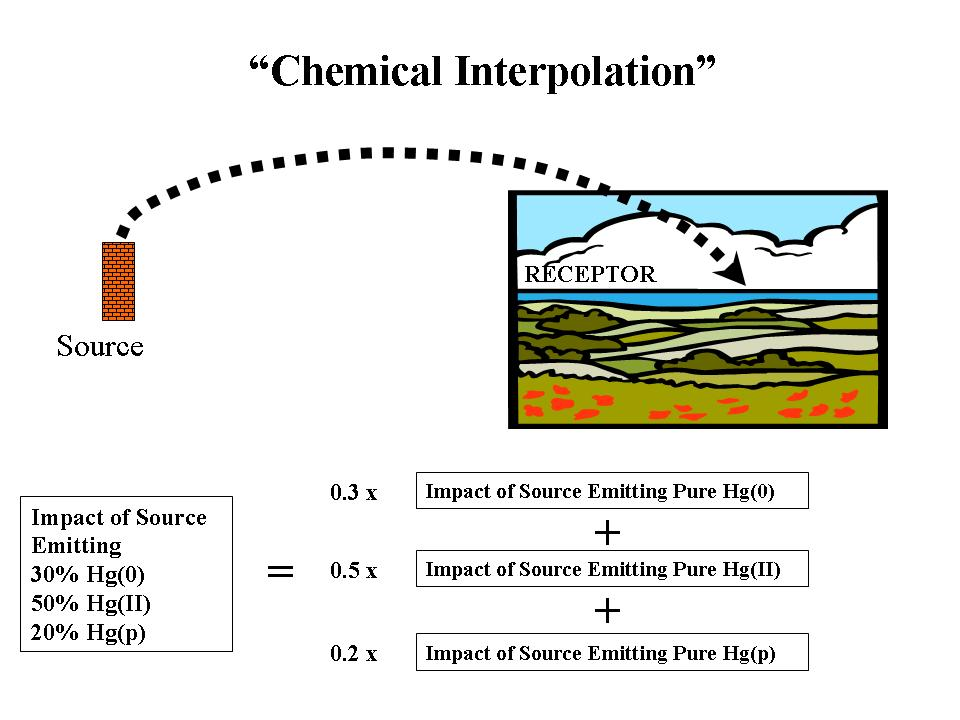 “Chemical Interpolation”
RECEPTOR
Source
Impact of Source
Emitting
30% Hg(0)
50% Hg(II)
20% Hg(p)
=
0.3 x
Impact of Source Emitting Pure Hg(0)
+
0.5 x
Impact of Source Emitting Pure Hg(II)
+
0.2 x
Impact of Source Emitting Pure Hg(p)